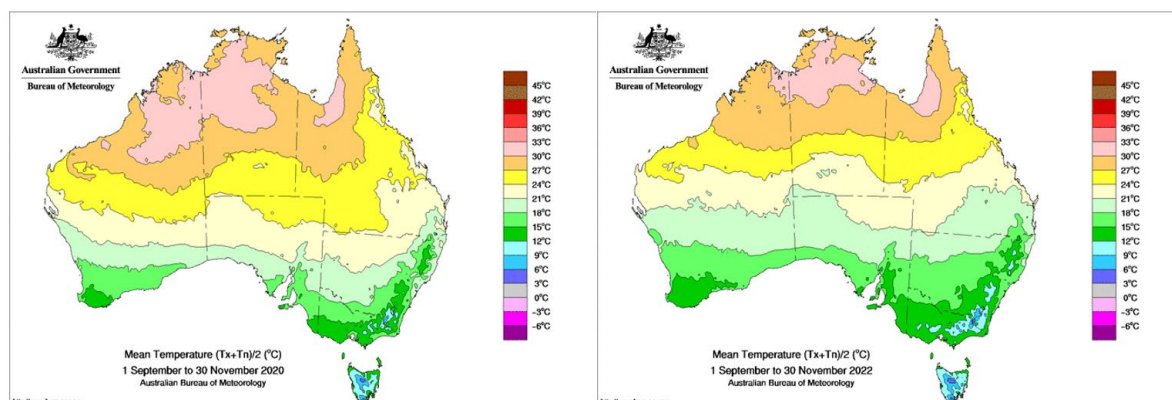 Australian Government
Bureau of Meteorology
45°C
42°C
39°C
36°C
33°C
30°C
27°C
24°C
21°C
18°C
15°C
12°C
9°C
6°C
3°C
0°C
-3°C
-6°C
Mean Temperature (Tx+Tn)/2 (°C)
1 September to 30 November 2020
Australian Bureau of Meteorology
Australian Government
Bureau of Meteorology
45°C
42°C
39°C
36°C
33°C
30°C
27°C
24°C
21°C
18°C
15°C
12°C
9°C
6°C
3°C
0°C
-3°C
-6°C
Mean Temperature (Tx+Tn)/2 (°C)
1 September to 30 November 2022
Australian Bureau of Meteorology